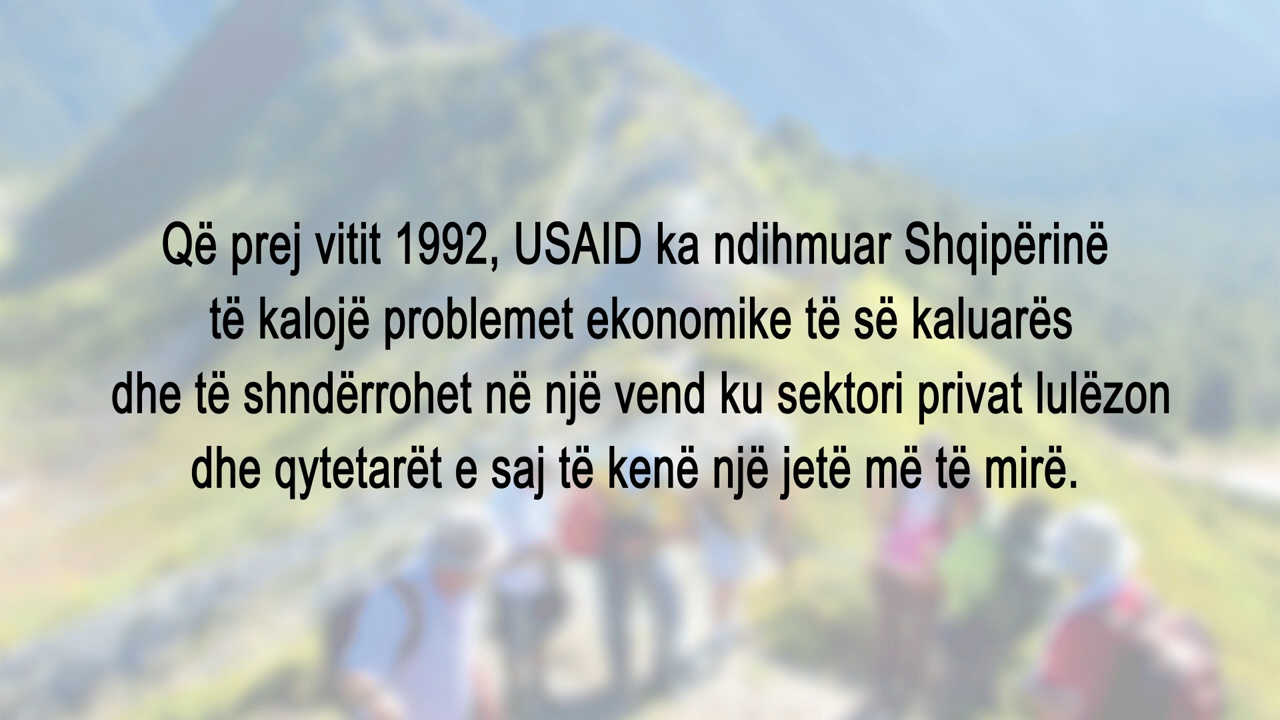 Që prej vitit 1992, USAID ka ndihmuar Shqipërinë
të kalojë problemet ekonomike të së kaluarës
dhe të shndërrohet në një vend ku sektori privat lulëzon
dhe qytetarët e saj të kenë një jetë më të mirë.